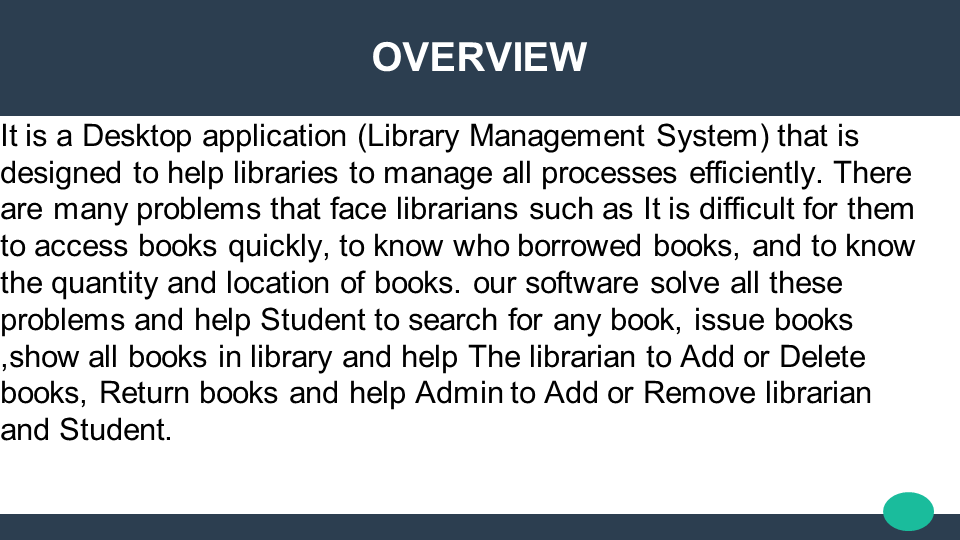 OVERVIEW
It is a Desktop application (Library Management System) that is
designed to help libraries to manage all processes efficiently. There
are many problems that face librarians such as It is difficult for them
to access books quickly, to know who borrowed books, and to know
the quantity and location of books. our software solve all these
problems and help Student to search for any book, issue books
,show all books in library and help The librarian to Add or Delete
books, Return books and help Admin to Add or Remove librarian
and Student.